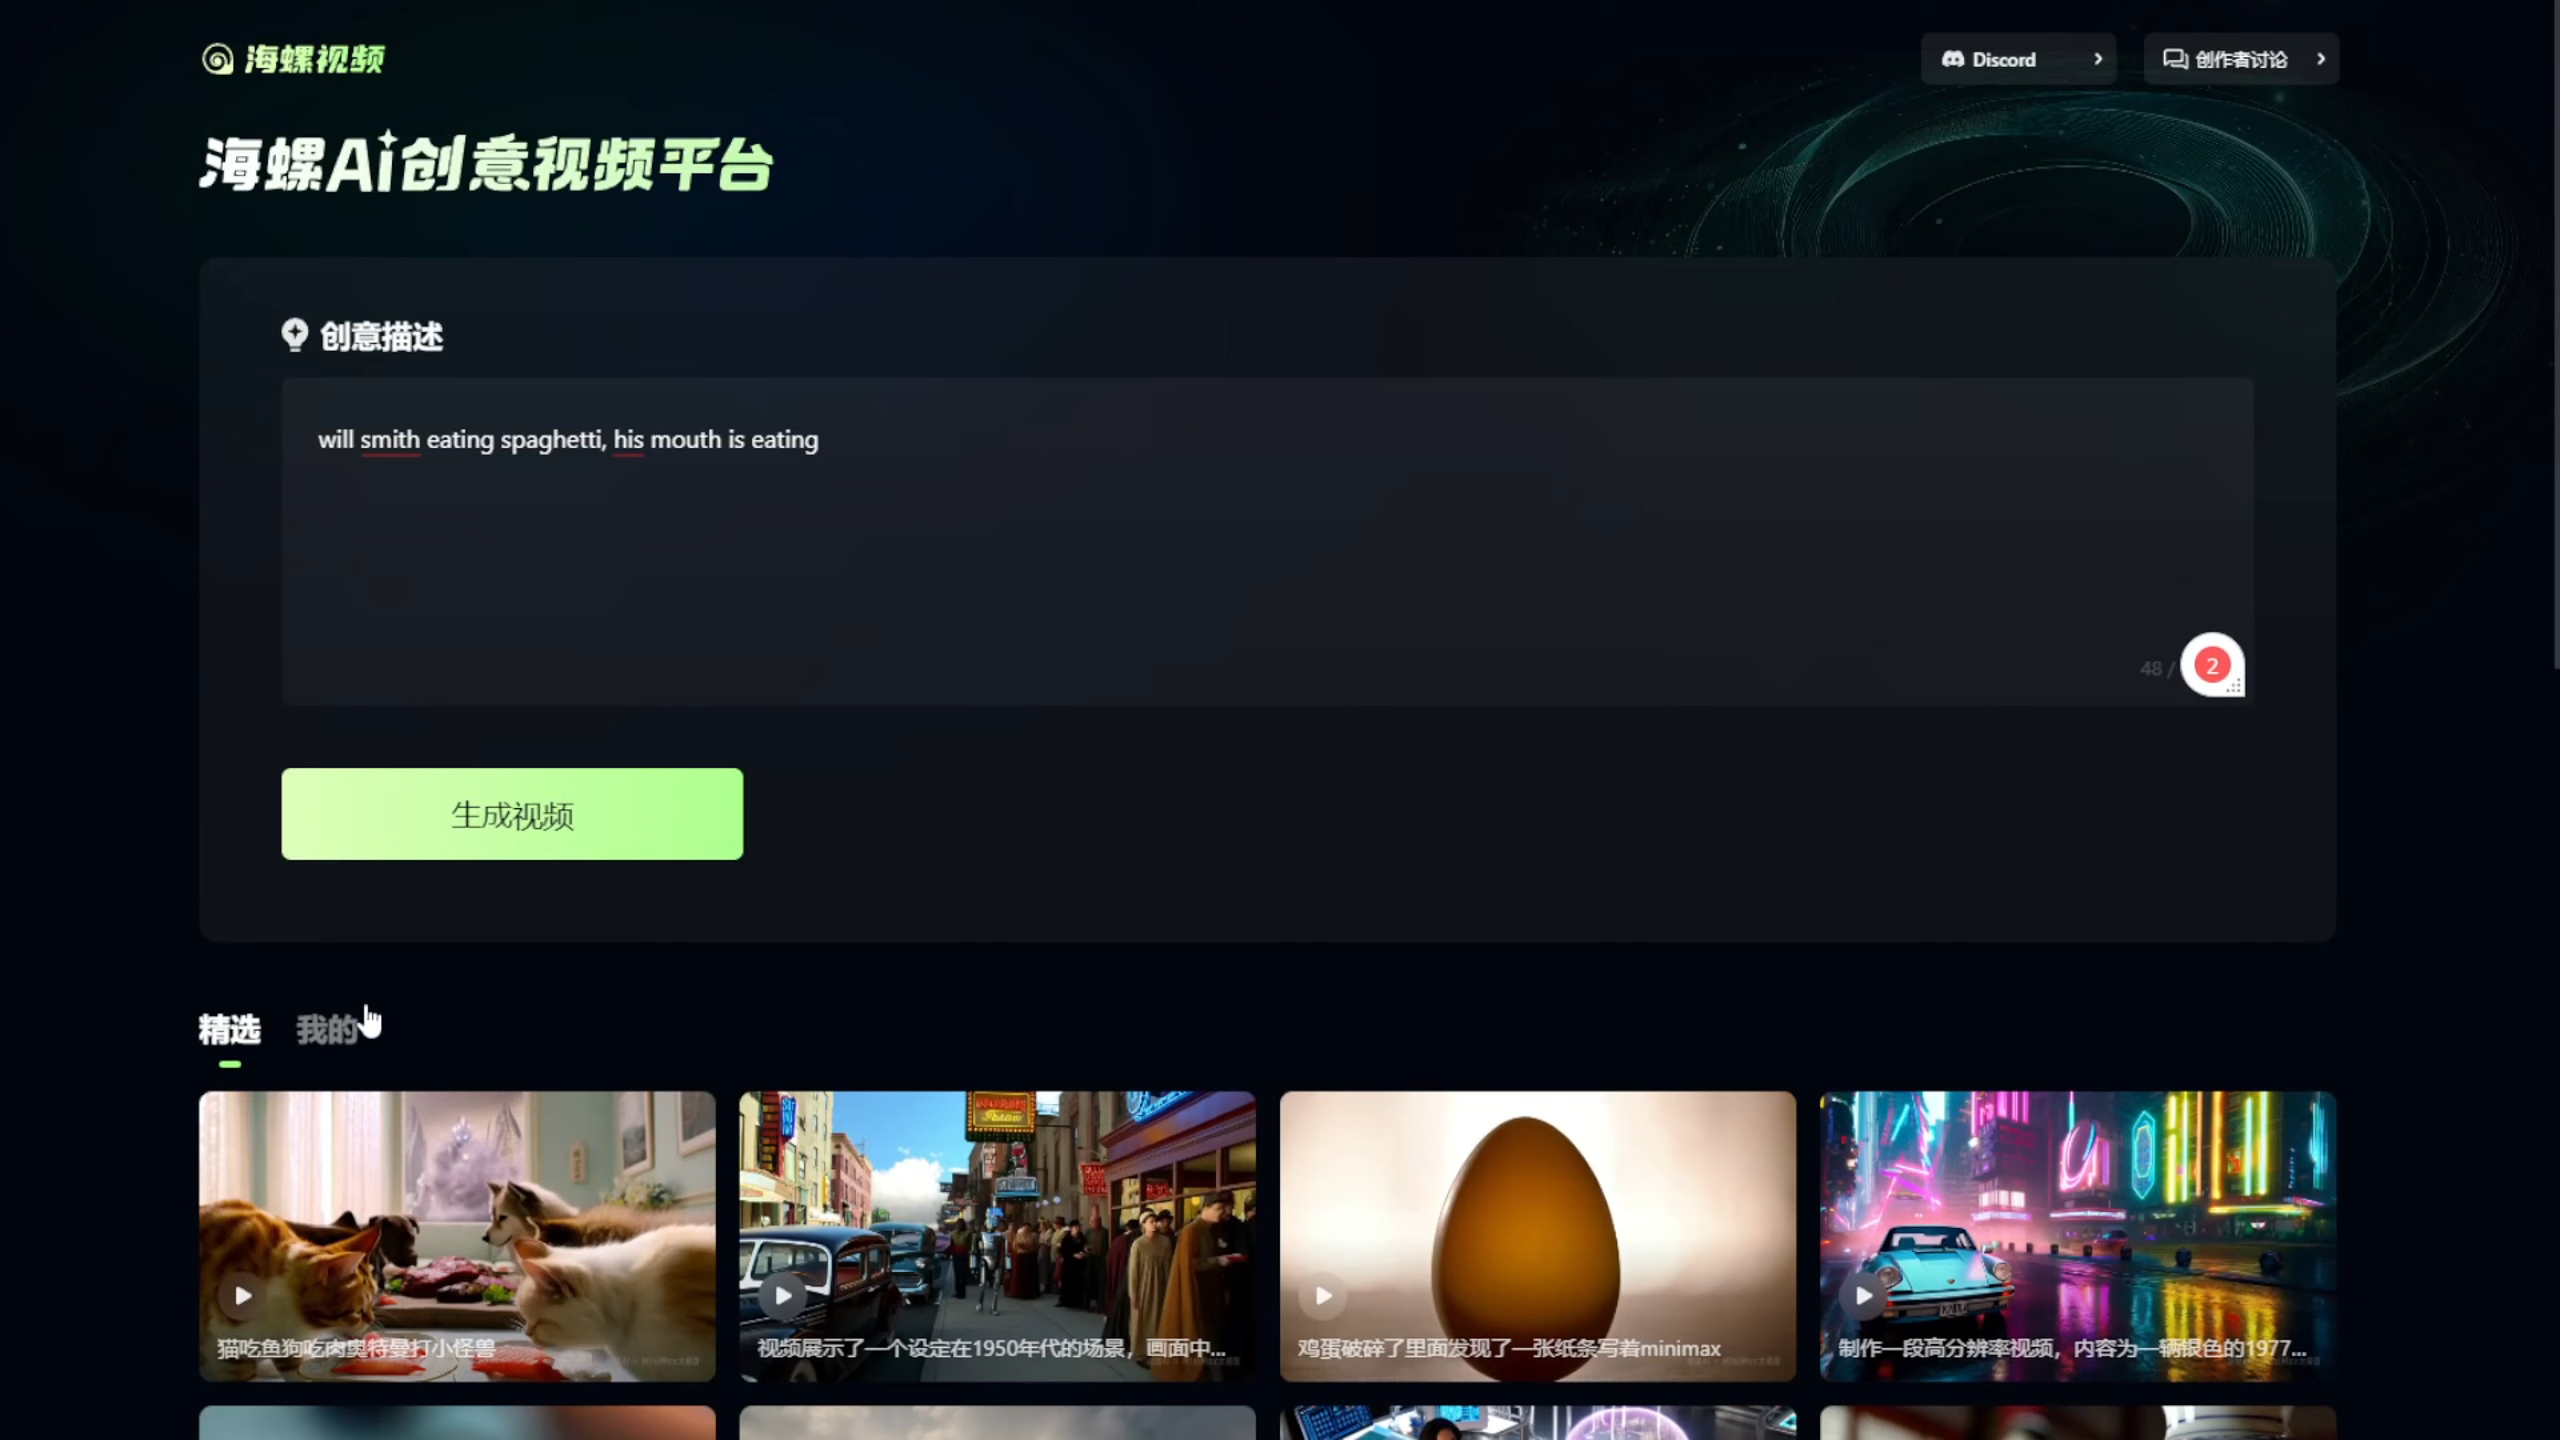 海螺视频
Discord
创作者讨论
海螺Ai创意视频平台
创意描述
will smith eating spaghetti, his mouth is eating
48 /
2
生成视频
精选
我的
猫吃鱼狗吃肉奥特曼打小怪兽
视频展示了一个设定在1950年代的场景，画面中...
鸡蛋破碎了里面发现了一张纸条写着minimax
制作一段高分辨率视频，内容为一辆银色的1977...